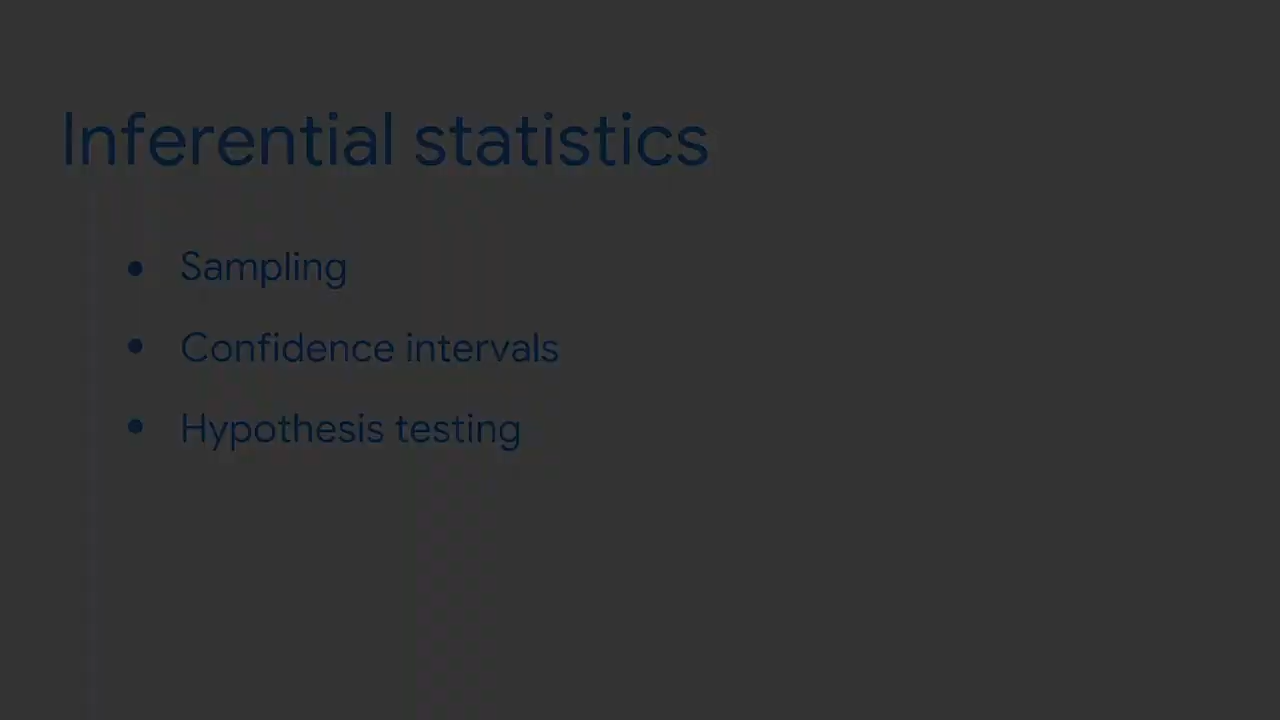 Inferential statistics
• Sampling
• Confidence intervals
• Hypothesis testing